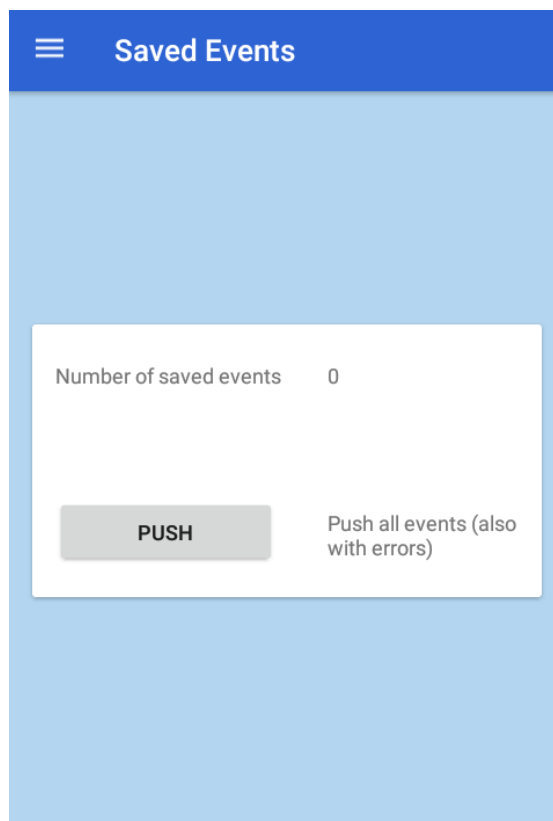 Saved Events
Number of saved events 0
PUSH
Push all events (also
with errors)